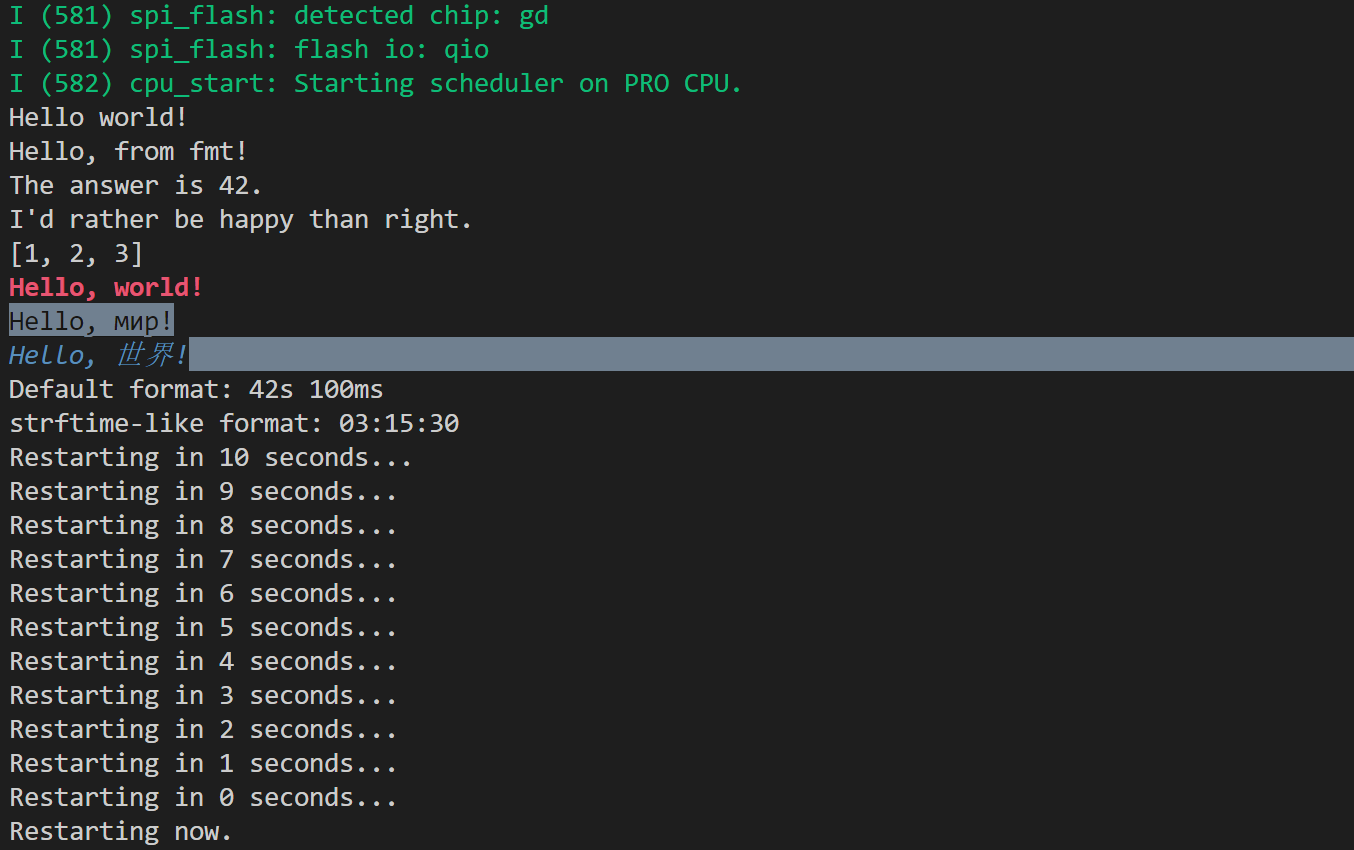 I (581) spi_flash: detected chip: gd
I (581) spi_flash: flash io: qio
I (582) cpu_start: Starting scheduler on PRO CPU.
Hello world!
Hello, from fmt!
The answer is 42.
I'd rather be happy than right.
[1, 2, 3]
Hello, world!
Hello, мир!
Hello, 世界!
Default format: 42s 100ms
strftime-like format: 03:15:30
Restarting in 10 seconds...
Restarting in 9 seconds...
Restarting in 8 seconds...
Restarting in 7 seconds...
Restarting in 6 seconds...
Restarting in 5 seconds...
Restarting in 4 seconds...
Restarting in 3 seconds...
Restarting in 2 seconds...
Restarting in 1 seconds...
Restarting in 0 seconds...
Restarting now.